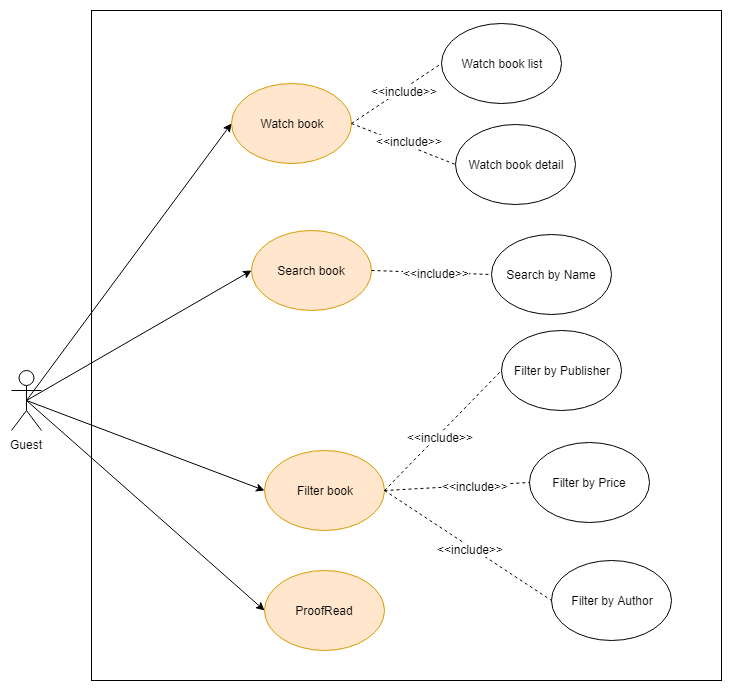 Watch book list
<<include>>
Watch book
<<include>>
Watch book detail
Search book
<<include>>
Search by Name
Filter by Publisher
<<include>>
Guest
Filter book
<<include>>
Filter by Price
<<include>>
Filter by Author
ProofRead